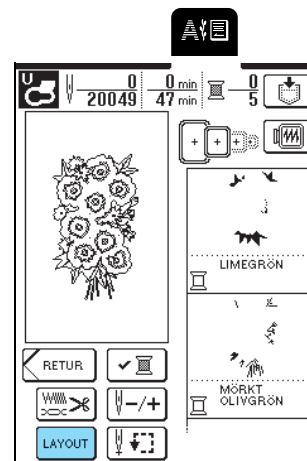 A
U
0 0 min 0
20049 47 min 5
LIMEGRÖN
RETUR
MÖRKT
OLIVGRÖN
-/+
LAYOUT